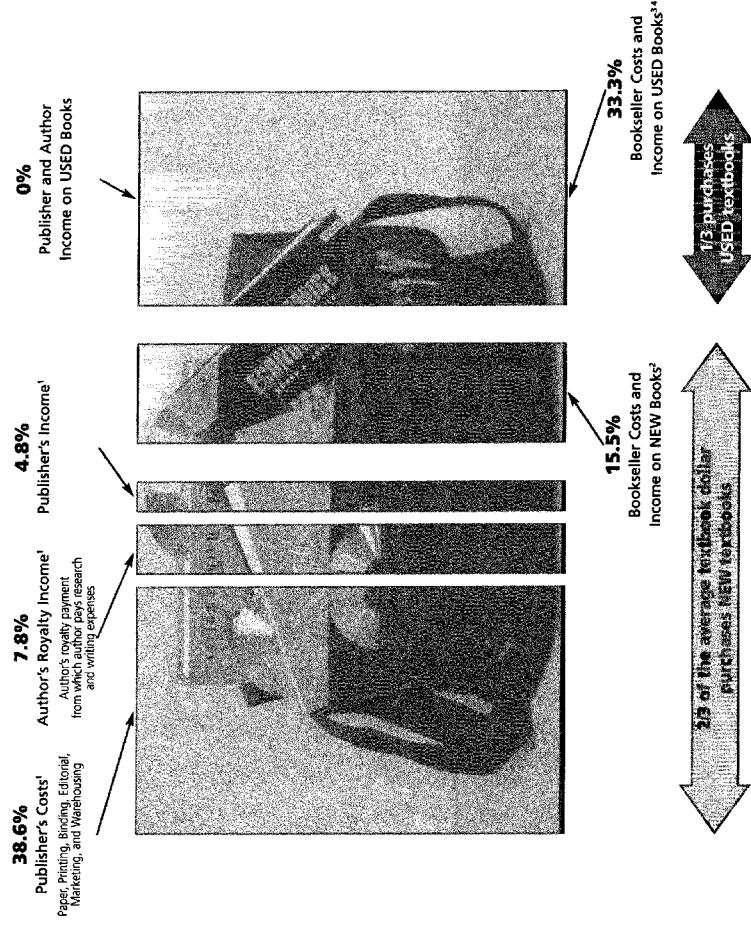 38.6%
Publisher's Costs¹
Paper, Printing, Binding, Editorial,
Marketing, and Warehousing
7.8%
Author's Royalty Income¹
Author's royalty payment
from which author pays research
and writing expenses
4.8%
Publisher's Income¹
0%
Publisher and Author
Income on USED Books
ECONOMICS
15.5%
Bookseller Costs and
Income on NEW Books²
33.3%
Bookseller Costs and
Income on USED Books³ ⁴
2/3 of the average textbook dollar
purchases NEW textbooks
1/3 purchases
USED textbooks